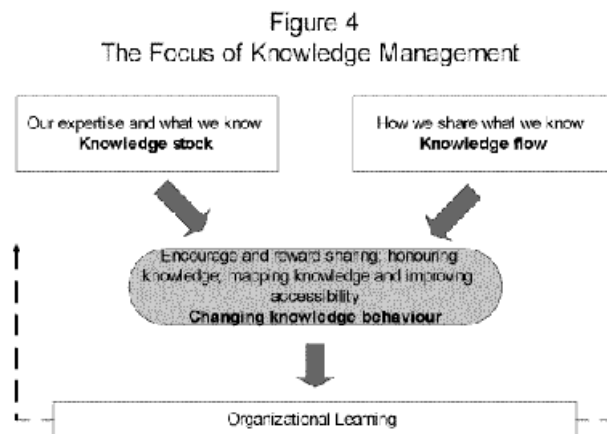 Figure 4
The Focus of Knowledge Management
Our expertise and what we know
Knowledge stock
How we share what we know
Knowledge flow
Encourage and reward sharing; honouring
knowledge; mapping knowledge and improving
accessibility
Changing knowledge behaviour
Organizational Learning